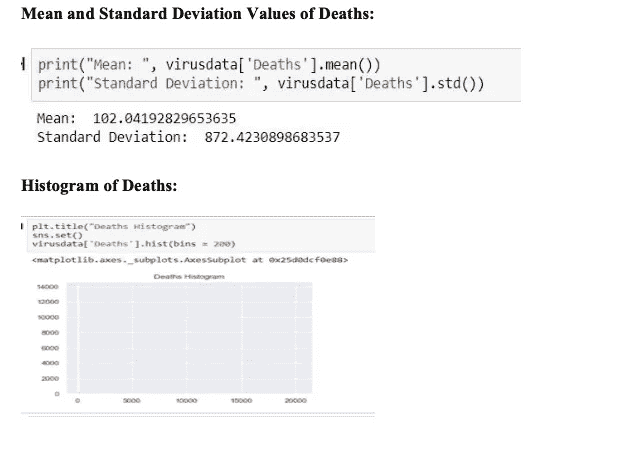 Mean and Standard Deviation Values of Deaths:
print("Mean: ", virusdata['Deaths'].mean())
print("Standard Deviation: ", virusdata['Deaths'].std())
Mean: 102.04192829653635
Standard Deviation: 872.4230898683537
Histogram of Deaths:
plt.title("Deaths Histogram")
sns.set()
virusdata['Deaths'].hist(bins = 200)
<matplotlib.axes._subplots.AxesSubplot at 0x25d0dcf0e88>
Deaths Histogram
14000
12000
10000
8000
6000
4000
2000
0
0 5000 10000 15000 20000